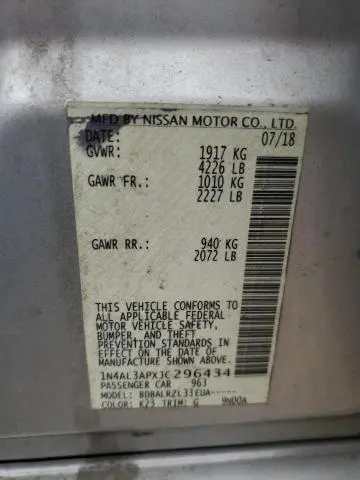 MFD BY NISSAN MOTOR CO., LTD.
DATE: 07/18
GVWR: 1917 KG
4226 LB
GAWR FR.: 1010 KG
2227 LB
GAWR RR.: 940 KG
2072 LB
THIS VEHICLE CONFORMS TO
ALL APPLICABLE FEDERAL
MOTOR VEHICLE SAFETY,
BUMPER, AND THEFT
PREVENTION STANDARDS IN
EFFECT ON THE DATE OF
MANUFACTURE SHOWN ABOVE.
1N4AL3APXJC296434
PASSENGER CAR 963
MODEL: BDBALRZL33EUA-----
COLOR: K23 TRIM: G 9N00A